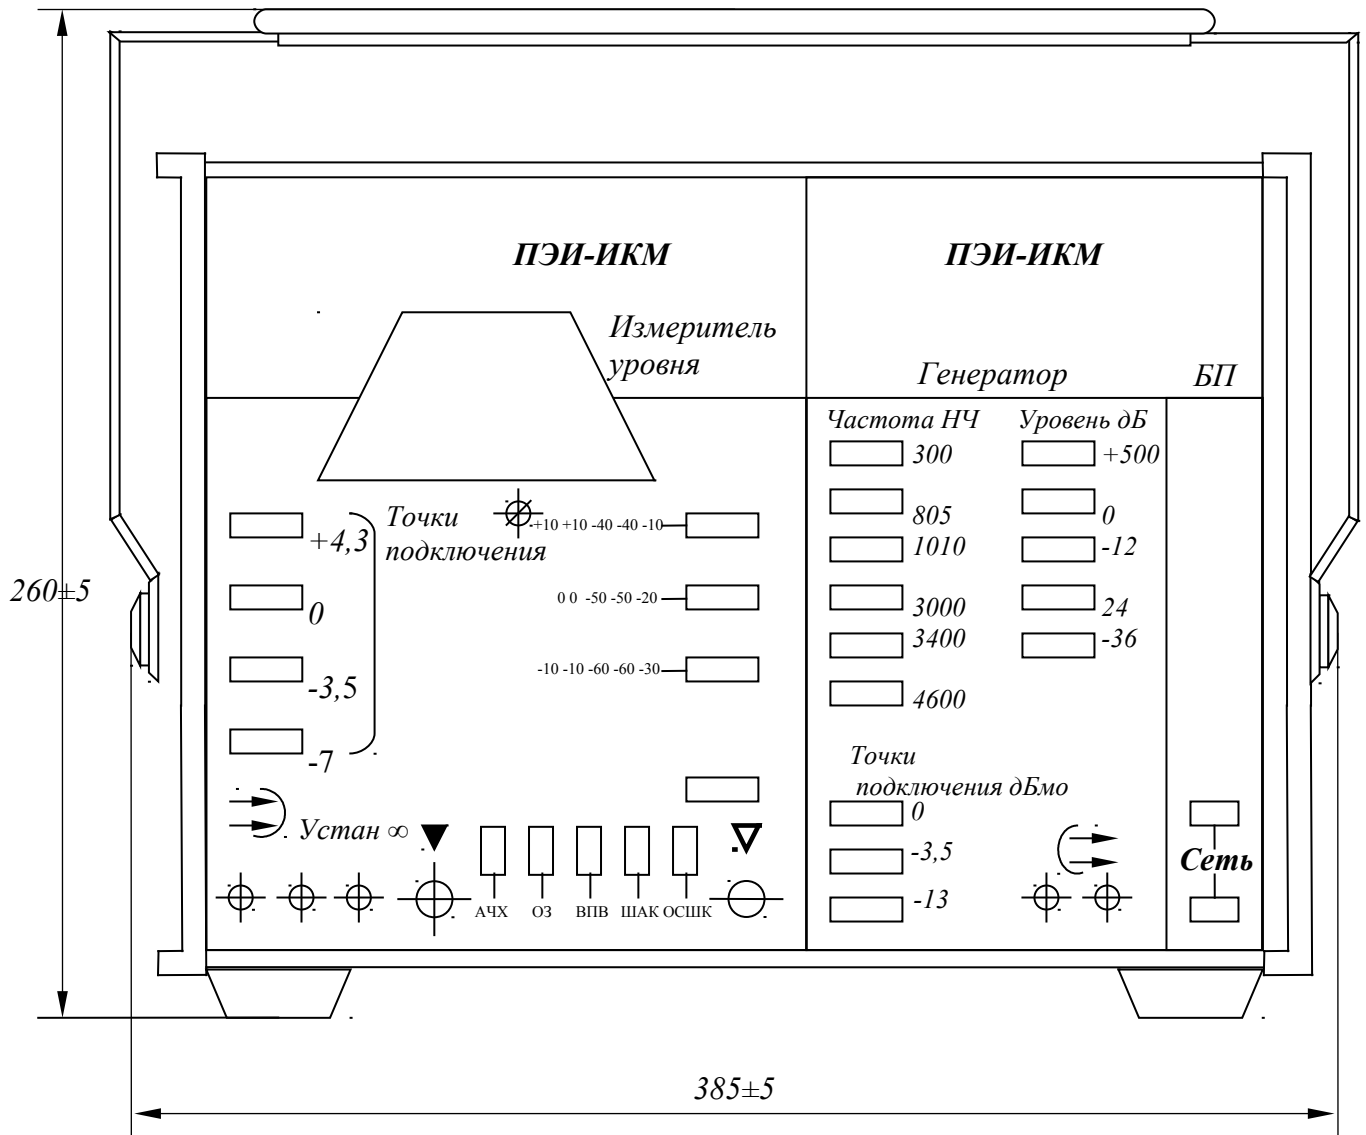 ПЭИ-ИКМ
ПЭИ-ИКМ
Измеритель
уровня
Генератор
БП
Частота НЧ
Уровень дБ
300
+500
805
0
1010
-12
3000
24
3400
-36
4600
Точки
подключения
+4,3
0
-3,5
-7
+10 +10 -40 -40 -10
0 0 -50 -50 -20
-10 -10 -60 -60 -30
Точки
подключения дБмо
0
-3,5
-13
Устан ∞
АЧХ
ОЗ
ВПВ
ШАК
ОСШК
Сеть
260±5
385±5